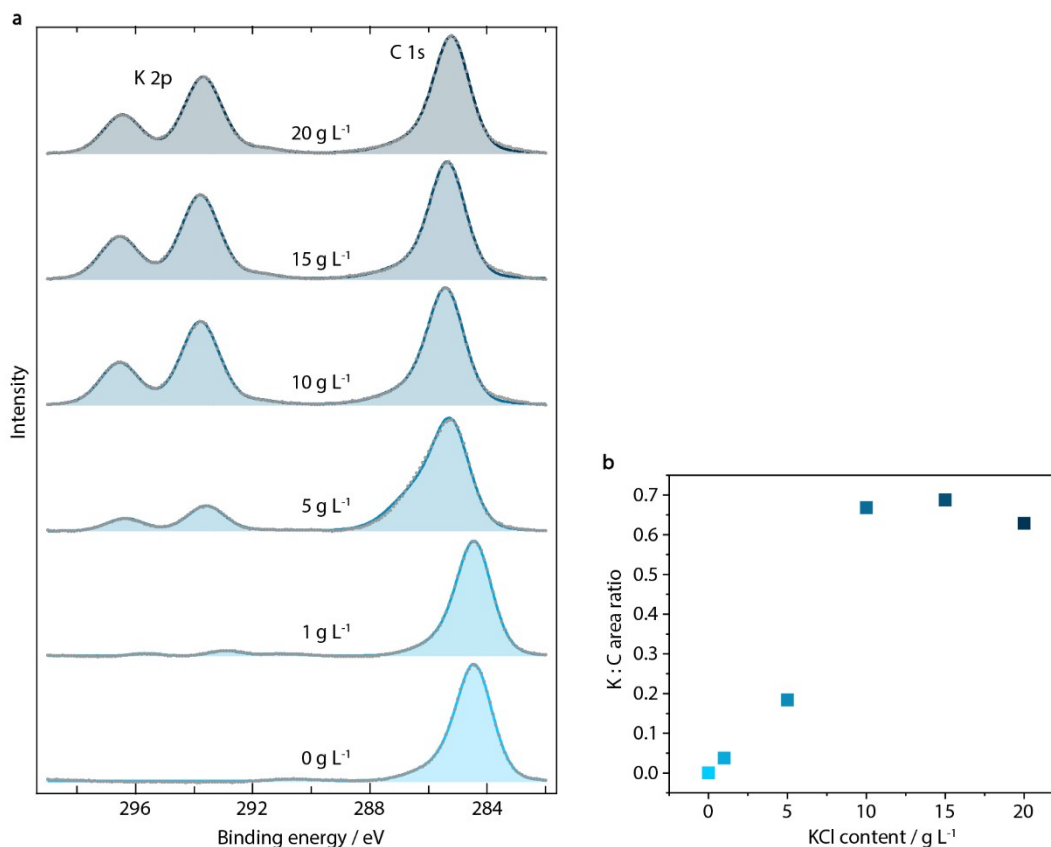 a
K 2p
C 1s
20 g L⁻¹
15 g L⁻¹
10 g L⁻¹
5 g L⁻¹
1 g L⁻¹
0 g L⁻¹
Intensity
296 292 288 284
Binding energy / eV
b
0.7
0.6
0.5
0.4
0.3
0.2
0.1
0.0
K : C area ratio
0 5 10 15 20
KCl content / g L⁻¹